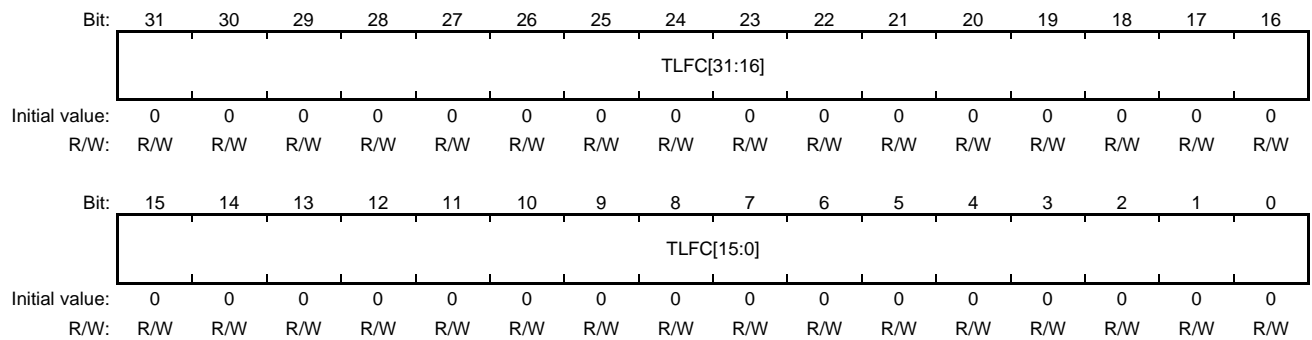 Bit: 31 30 29 28 27 26 25 24 23 22 21 20 19 18 17 16
TLFC[31:16]
Initial value: 0 0 0 0 0 0 0 0 0 0 0 0 0 0 0 0
R/W: R/W R/W R/W R/W R/W R/W R/W R/W R/W R/W R/W R/W R/W R/W R/W R/W
Bit: 15 14 13 12 11 10 9 8 7 6 5 4 3 2 1 0
TLFC[15:0]
Initial value: 0 0 0 0 0 0 0 0 0 0 0 0 0 0 0 0
R/W: R/W R/W R/W R/W R/W R/W R/W R/W R/W R/W R/W R/W R/W R/W R/W R/W